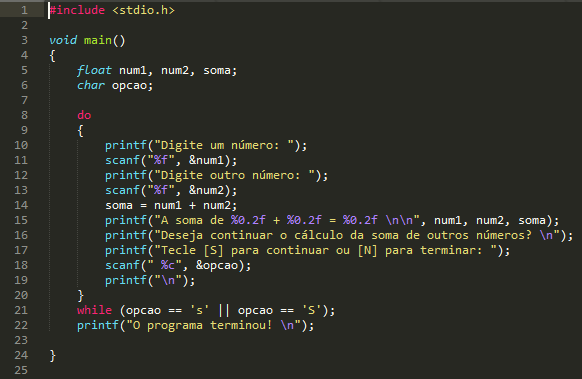 1 #include <stdio.h>
2
3 void main()
4 {
5 float num1, num2, soma;
6 char opcao;
7
8 do
9 {
10 printf("Digite um número: ");
11 scanf("%f", &num1);
12 printf("Digite outro número: ");
13 scanf("%f", &num2);
14 soma = num1 + num2;
15 printf("A soma de %0.2f + %0.2f = %0.2f \n\n", num1, num2, soma);
16 printf("Deseja continuar o cálculo da soma de outros números? \n");
17 printf("Tecle [S] para continuar ou [N] para terminar: ");
18 scanf(" %c", &opcao);
19 printf("\n");
20 }
21 while (opcao == 's' || opcao == 'S');
22 printf("O programa terminou! \n");
23
24 }
25